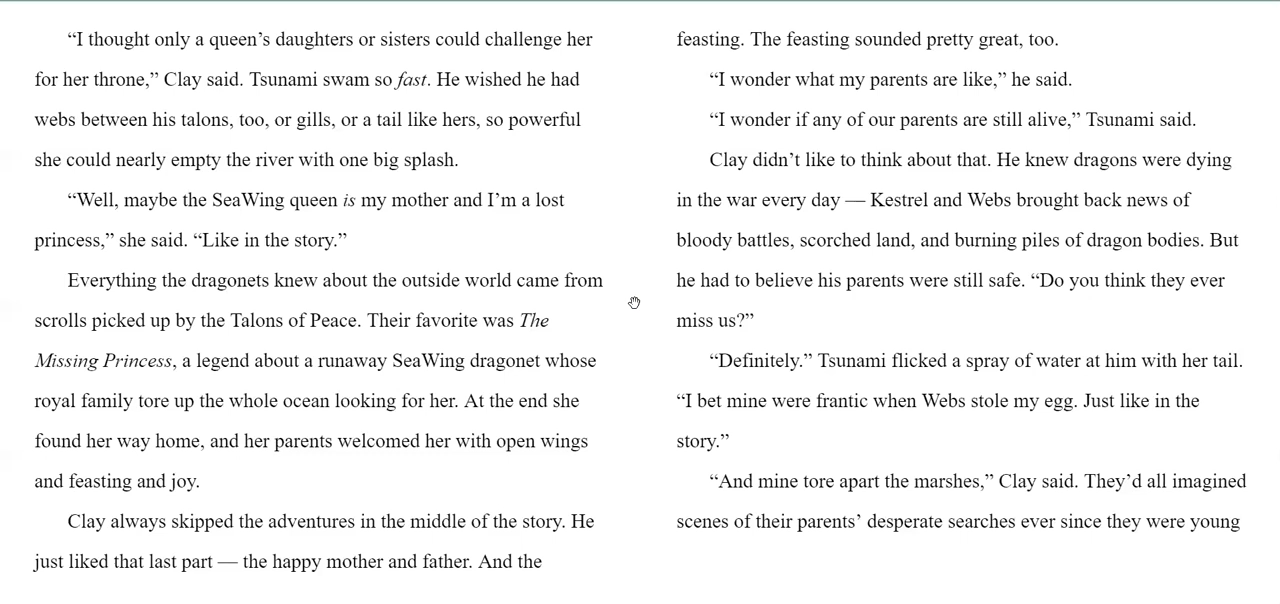 “I thought only a queen’s daughters or sisters could challenge her
for her throne,” Clay said. Tsunami swam so fast. He wished he had
webs between his talons, too, or gills, or a tail like hers, so powerful
she could nearly empty the river with one big splash.
“Well, maybe the SeaWing queen is my mother and I’m a lost
princess,” she said. “Like in the story.”
Everything the dragonets knew about the outside world came from
scrolls picked up by the Talons of Peace. Their favorite was The
Missing Princess, a legend about a runaway SeaWing dragonet whose
royal family tore up the whole ocean looking for her. At the end she
found her way home, and her parents welcomed her with open wings
and feasting and joy.
Clay always skipped the adventures in the middle of the story. He
just liked that last part — the happy mother and father. And the
feasting. The feasting sounded pretty great, too.
“I wonder what my parents are like,” he said.
“I wonder if any of our parents are still alive,” Tsunami said.
Clay didn’t like to think about that. He knew dragons were dying
in the war every day — Kestrel and Webs brought back news of
bloody battles, scorched land, and burning piles of dragon bodies. But
he had to believe his parents were still safe. “Do you think they ever
miss us?”
“Definitely.” Tsunami flicked a spray of water at him with her tail.
“I bet mine were frantic when Webs stole my egg. Just like in the
story.”
“And mine tore apart the marshes,” Clay said. They’d all imagined
scenes of their parents’ desperate searches ever since they were young